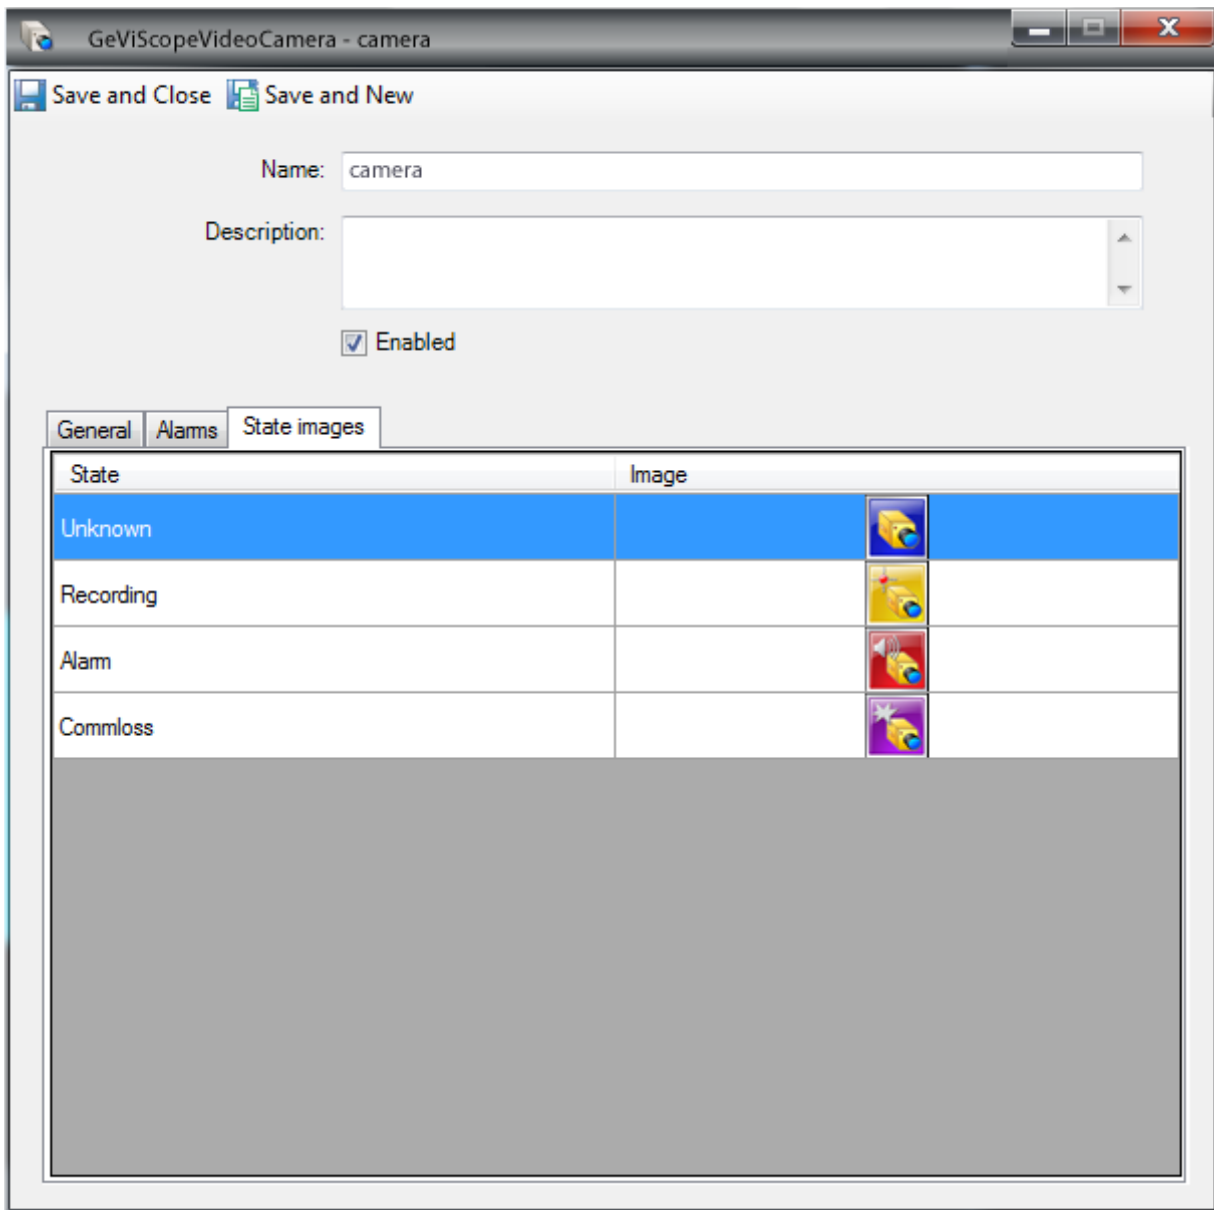 GeViScopeVideoCamera - camera
Save and Close Save and New
Name: camera
Description:
Enabled
General Alarms State images
State Image
Unknown
Recording
Alarm
Commloss